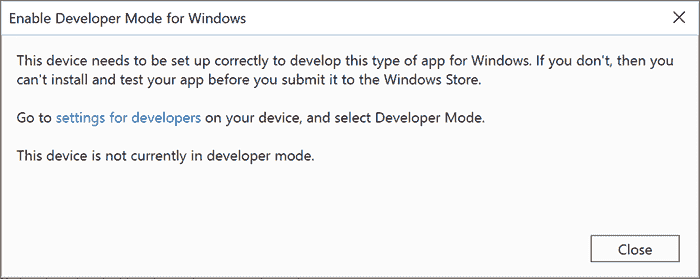 Enable Developer Mode for Windows
This device needs to be set up correctly to develop this type of app for Windows. If you don't, then you
can't install and test your app before you submit it to the Windows Store.
Go to settings for developers on your device, and select Developer Mode.
This device is not currently in developer mode.
Close